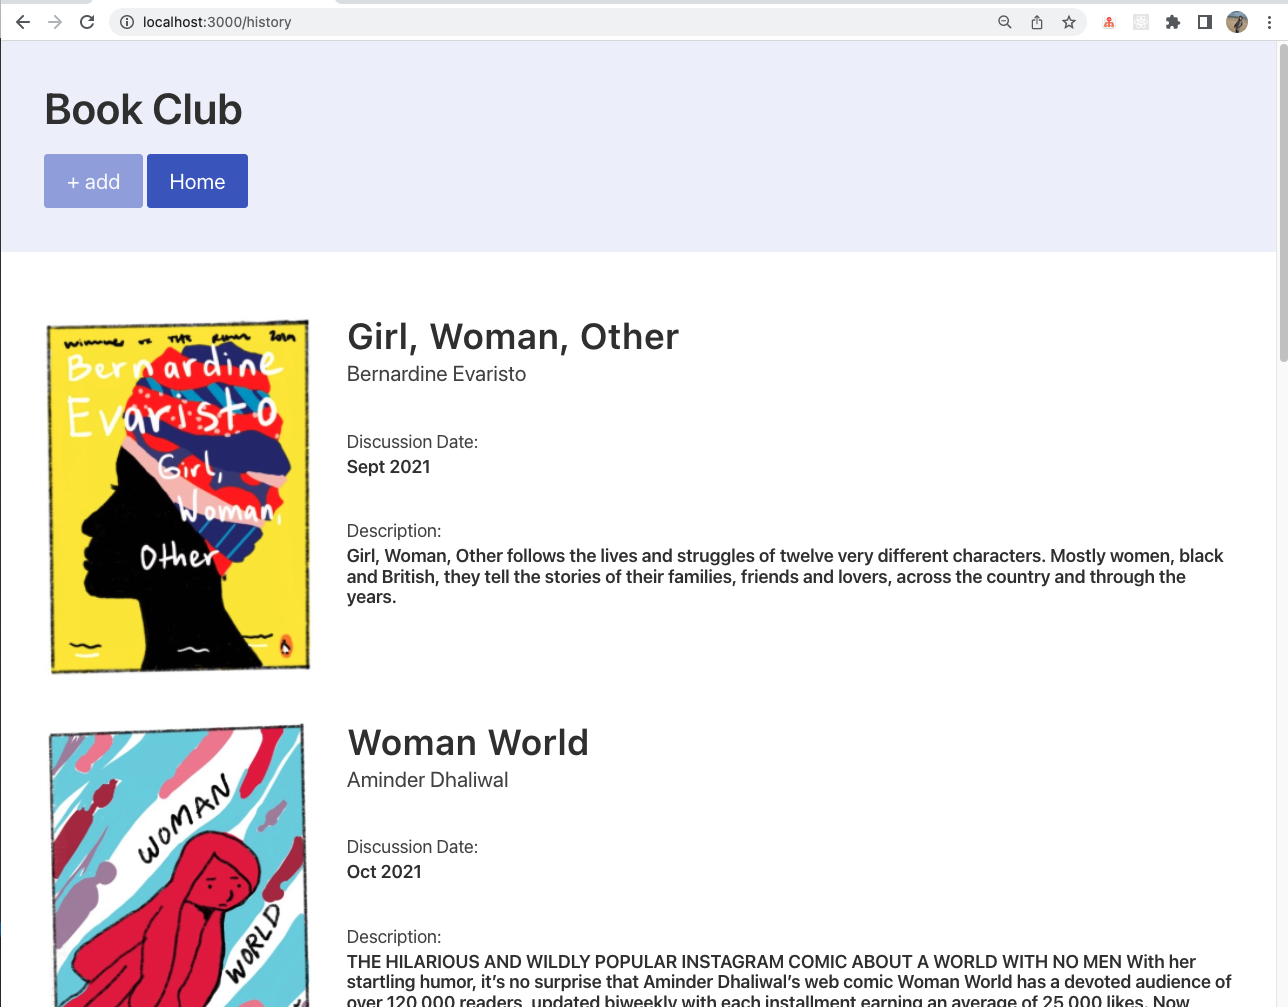 localhost:3000/history
Book Club
+ add
Home
WINNER OF THE
Bernardine
Evaristo
Girl,
Woman,
Other
Girl, Woman, Other
Bernardine Evaristo
Discussion Date:
Sept 2021
Description:
Girl, Woman, Other follows the lives and struggles of twelve very different characters. Mostly women, black
and British, they tell the stories of their families, friends and lovers, across the country and through the
years.
WOMAN
WORLD
Woman World
Aminder Dhaliwal
Discussion Date:
Oct 2021
Description:
THE HILARIOUS AND WILDLY POPULAR INSTAGRAM COMIC ABOUT A WORLD WITH NO MEN With her
startling humor, it’s no surprise that Aminder Dhaliwal’s web comic Woman World has a devoted audience of
over 120,000 readers, updated biweekly with each installment earning an average of 25,000 likes. Now